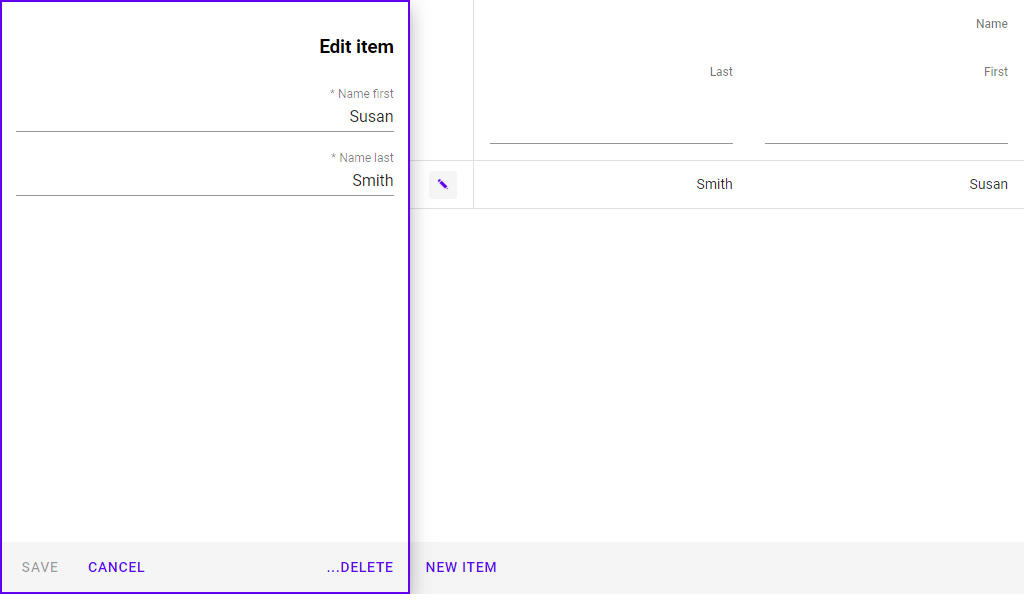 Edit item
* Name first
Susan
* Name last
Smith
SAVE
CANCEL
...DELETE
Name
First
Last
Susan
Smith
NEW ITEM